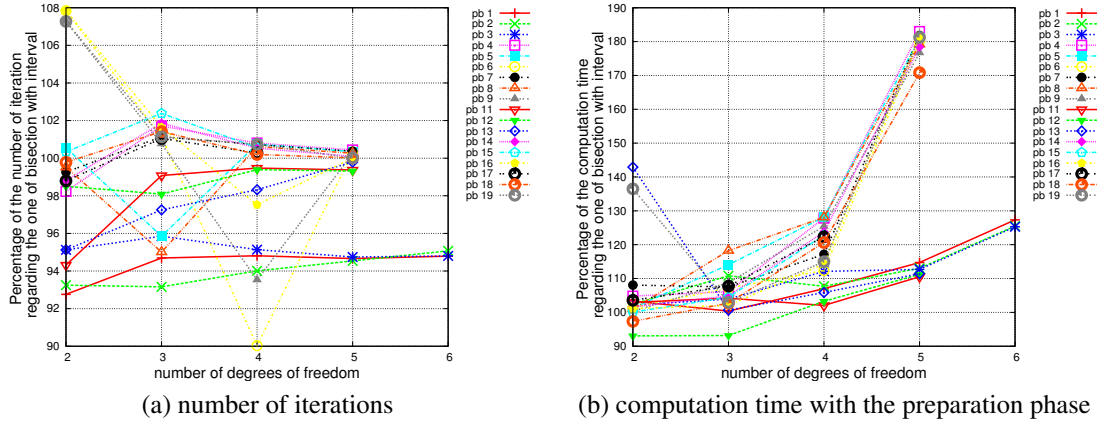 Percentage of the number of iteration
regarding the one of bisection with interval
108
106
104
102
100
98
96
94
92
90
2
3
4
5
6
number of degrees of freedom
pb 1
pb 2
pb 3
pb 4
pb 5
pb 6
pb 7
pb 8
pb 9
pb 11
pb 12
pb 13
pb 14
pb 15
pb 16
pb 17
pb 18
pb 19
(a) number of iterations
Percentage of the computation time
regarding the one of bisection with interval
190
180
170
160
150
140
130
120
110
100
90
2
3
4
5
6
number of degrees of freedom
pb 1
pb 2
pb 3
pb 4
pb 5
pb 6
pb 7
pb 8
pb 9
pb 11
pb 12
pb 13
pb 14
pb 15
pb 16
pb 17
pb 18
pb 19
(b) computation time with the preparation phase